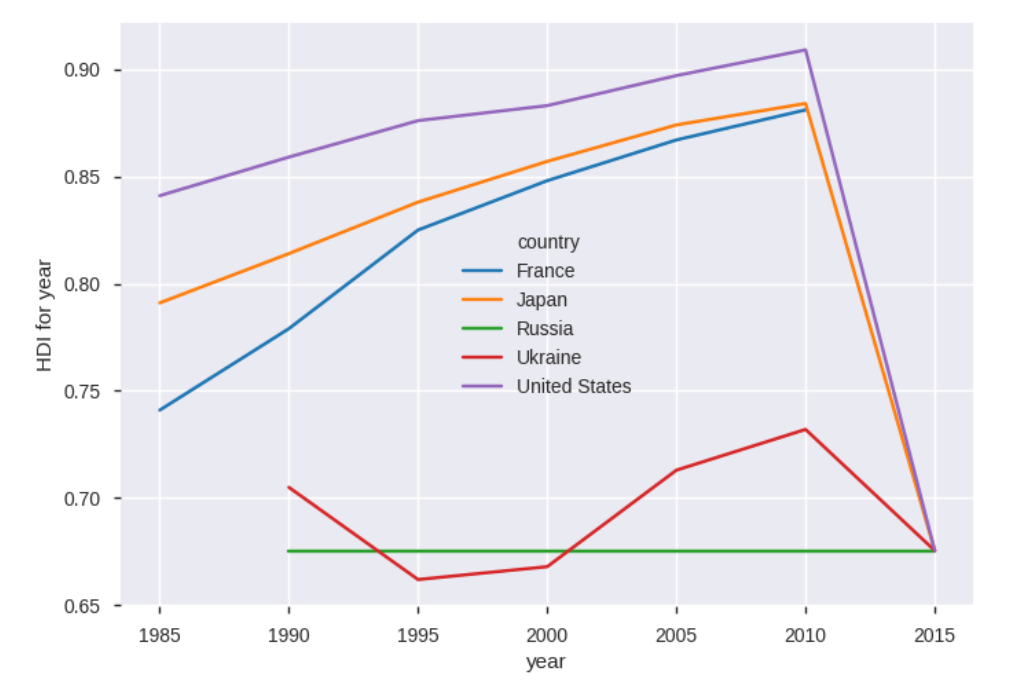 0.90
0.85
0.80
0.75
0.70
0.65
HDI for year
country
France
Japan
Russia
Ukraine
United States
1985 1990 1995 2000 2005 2010 2015
year